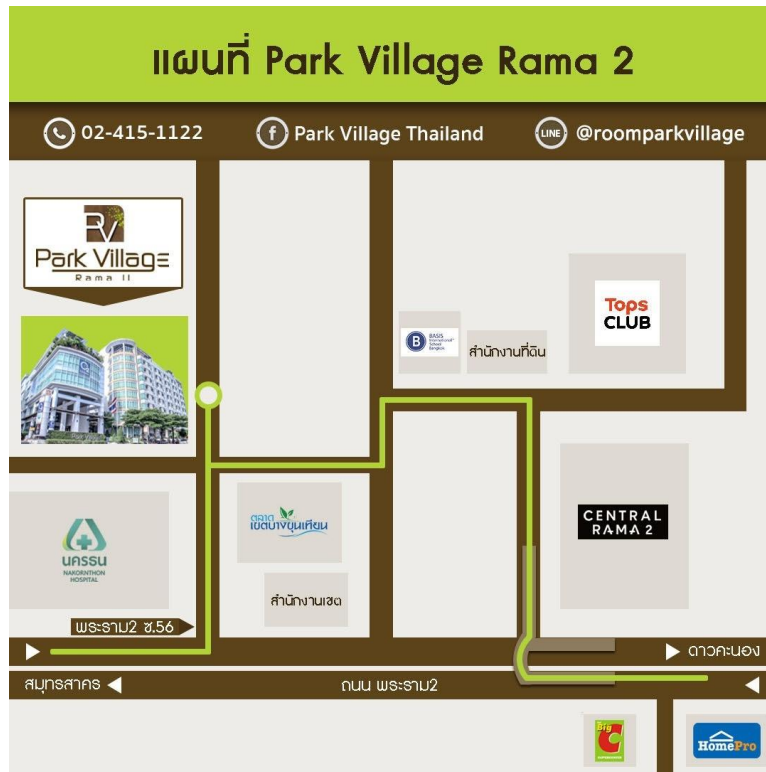 แผนที่ Park Village Rama 2
02-415-1122
f Park Village Thailand
LINE @roomparkvillage
PV
Park Village
Rama II
Tops
CLUB
B BASIS
International
School
Bangkok
สำนักงานที่ดิน
ตลาด
เขตบางขุนเทียน
CENTRAL
RAMA 2
นครธน
NAKORNTHON
HOSPITAL
สำนักงานเขต
พระราม2 ซ.56
ดาวคะนอง
สมุทรสาคร
ถนน พระราม2
Big
C
HomePro